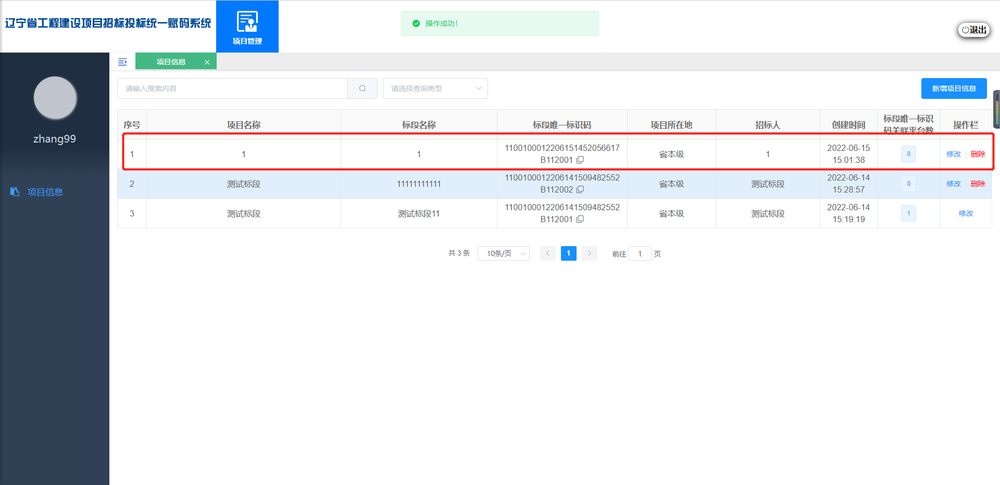 辽宁省工程建设项目招标投标统一赋码系统
项目管理
操作成功!
退出
项目信息
zhang99
项目信息
请输入搜索内容
请选择查询类型
新增项目信息
序号 项目名称 标段名称 标段唯一标识码 项目所在地 招标人 创建时间 标段唯一标识码关联平台数 操作栏
1 1 1 1100100012206151452056617B112001 省本级 1 2022-06-15 15:01:38 0 修改 删除
2 测试标段 11111111111 1100100012206141509482552B112002 省本级 测试标段 2022-06-14 15:28:57 0 修改 删除
3 测试标段 测试标段11 1100100012206141509482552B112001 省本级 测试标段 2022-06-14 15:19:19 1 修改
共 3 条 10条/页 1 前往 1 页